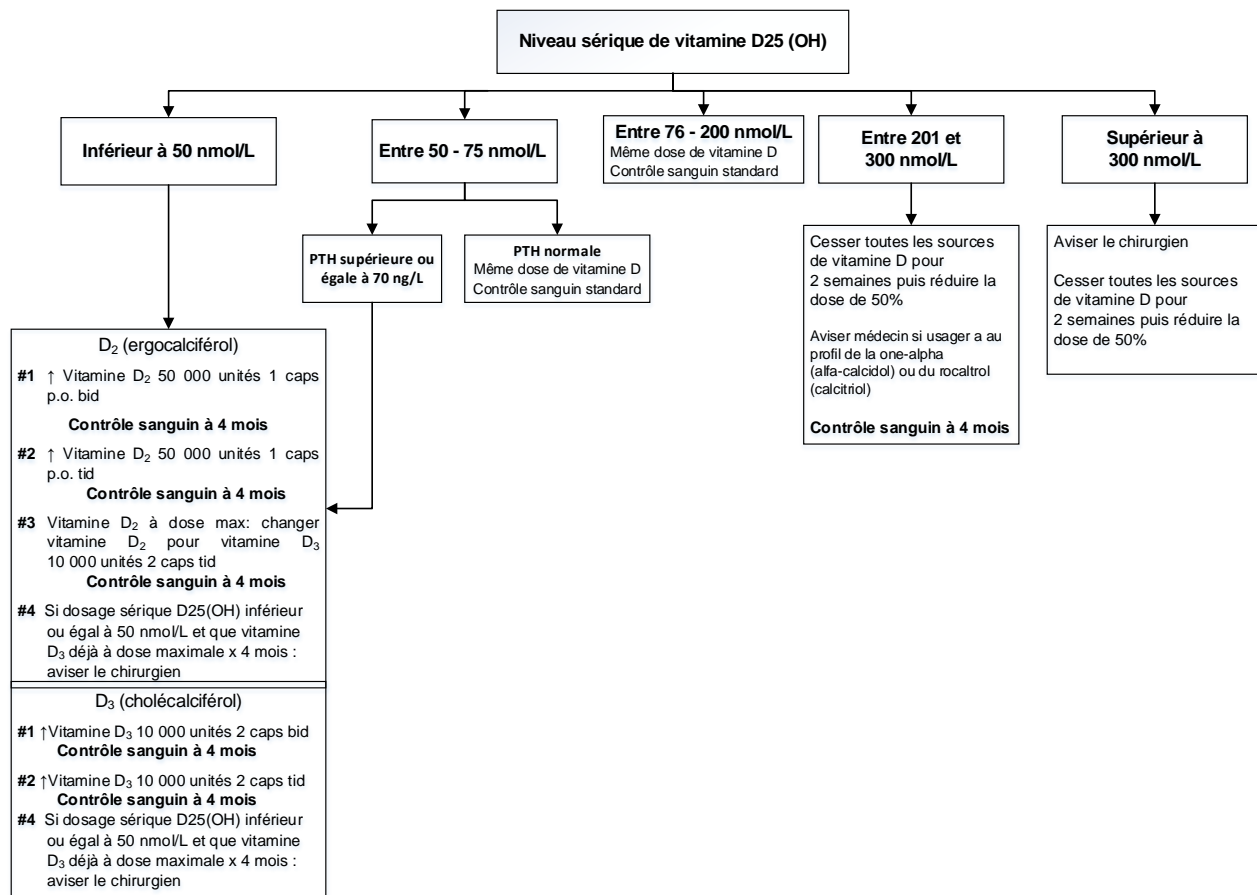 Niveau sérique de vitamine D25 (OH)
Inférieur à 50 nmol/L
Entre 50 - 75 nmol/L
Entre 76 - 200 nmol/L
Même dose de vitamine D
Contrôle sanguin standard
Entre 201 et
300 nmol/L
Supérieur à
300 nmol/L
PTH supérieure ou
égale à 70 ng/L
PTH normale
Même dose de vitamine D
Contrôle sanguin standard
Cesser toutes les sources
de vitamine D pour
2 semaines puis réduire la
dose de 50%
Aviser médecin si usager a au
profil de la one-alpha
(alfa-calcidol) ou du rocaltrol
(calcitriol)
Contrôle sanguin à 4 mois
Aviser le chirurgien
Cesser toutes les sources
de vitamine D pour
2 semaines puis réduire la
dose de 50%
D₂ (ergocalciférol)
#1 ↑ Vitamine D₂ 50 000 unités 1 caps
p.o. bid
Contrôle sanguin à 4 mois
#2 ↑ Vitamine D₂ 50 000 unités 1 caps
p.o. tid
Contrôle sanguin à 4 mois
#3 Vitamine D₂ à dose max: changer
vitamine D₂ pour vitamine D₃
10 000 unités 2 caps tid
Contrôle sanguin à 4 mois
#4 Si dosage sérique D25(OH) inférieur
ou égal à 50 nmol/L et que vitamine
D₃ déjà à dose maximale x 4 mois :
aviser le chirurgien
D₃ (cholécalciférol)
#1 ↑Vitamine D₃ 10 000 unités 2 caps bid
Contrôle sanguin à 4 mois
#2 ↑Vitamine D₃ 10 000 unités 2 caps tid
Contrôle sanguin à 4 mois
#4 Si dosage sérique D25(OH) inférieur
ou égal à 50 nmol/L et que vitamine
D₃ déjà à dose maximale x 4 mois :
aviser le chirurgien